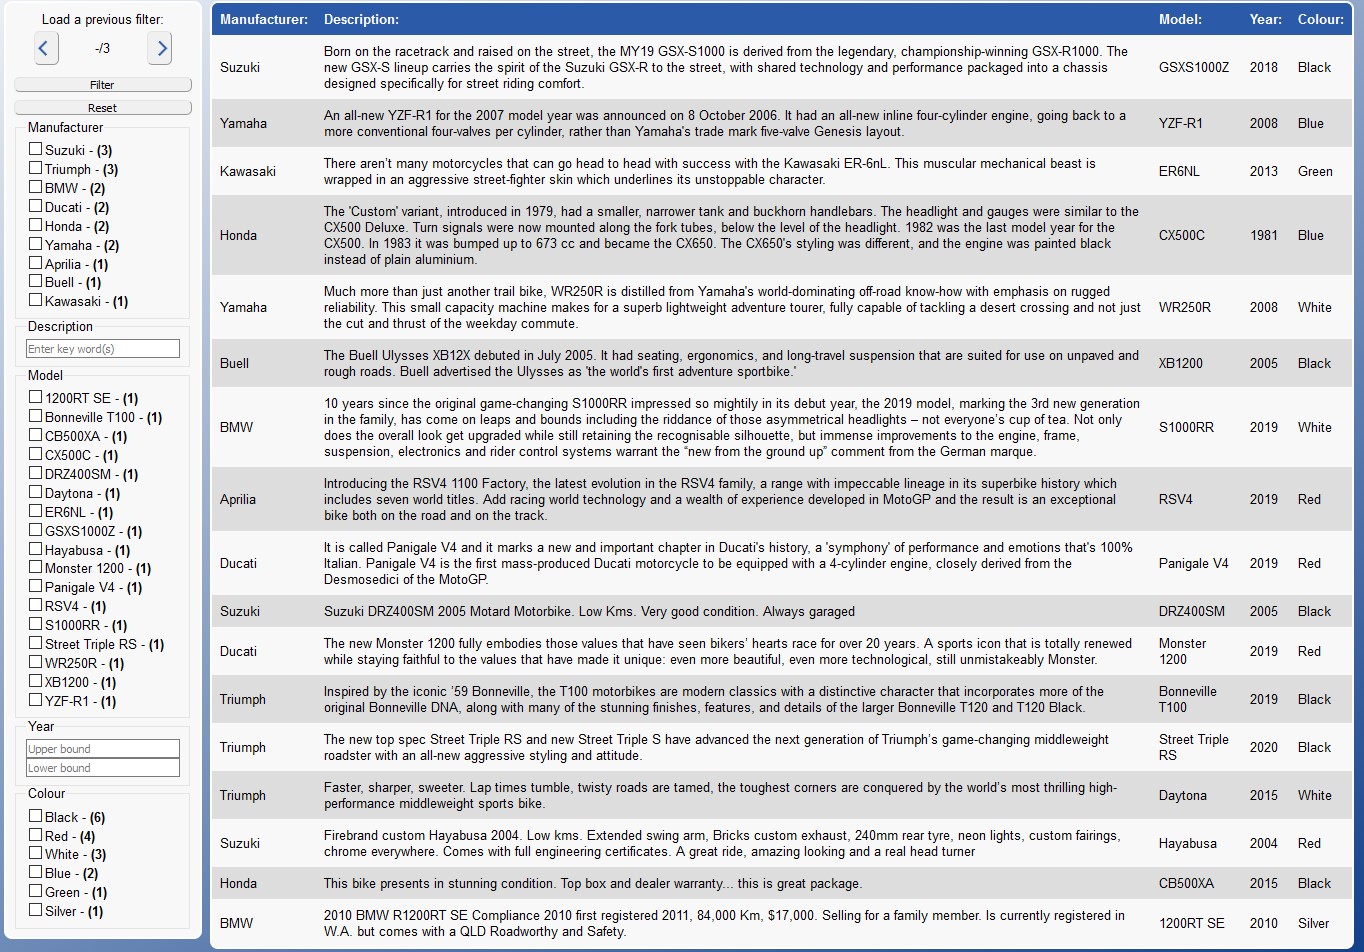 Load a previous filter:
-/3
Filter
Reset
Manufacturer
Suzuki - (3)
Triumph - (3)
BMW - (2)
Ducati - (2)
Honda - (2)
Yamaha - (2)
Aprilia - (1)
Buell - (1)
Kawasaki - (1)
Description
Enter key word(s)
Model
1200RT SE - (1)
Bonneville T100 - (1)
CB500XA - (1)
CX500C - (1)
DRZ400SM - (1)
Daytona - (1)
ER6NL - (1)
GSXS1000Z - (1)
Hayabusa - (1)
Monster 1200 - (1)
Panigale V4 - (1)
RSV4 - (1)
S1000RR - (1)
Street Triple RS - (1)
WR250R - (1)
XB1200 - (1)
YZF-R1 - (1)
Year
Upper bound
Lower bound
Colour
Black - (6)
Red - (4)
White - (3)
Blue - (2)
Green - (1)
Silver - (1)
Manufacturer: Description: Model: Year: Colour:
Born on the racetrack and raised on the street, the MY19 GSX-S1000 is derived from the legendary, championship-winning GSX-R1000. The
Suzuki new GSX-S lineup carries the spirit of the Suzuki GSX-R to the street, with shared technology and performance packaged into a chassis GSXS1000Z 2018 Black
designed specifically for street riding comfort.
An all-new YZF-R1 for the 2007 model year was announced on 8 October 2006. It had an all-new inline four-cylinder engine, going back to a
Yamaha YZF-R1 2008 Blue
more conventional four-valves per cylinder, rather than Yamaha's trade mark five-valve Genesis layout.
There aren't many motorcycles that can go head to head with success with the Kawasaki ER-6nL. This muscular mechanical beast is
Kawasaki ER6NL 2013 Green
wrapped in an aggressive street-fighter skin which underlines its unstoppable character.
The 'Custom' variant, introduced in 1979, had a smaller, narrower tank and buckhorn handlebars. The headlight and gauges were similar to the
CX500 Deluxe. Turn signals were now mounted along the fork tubes, below the level of the headlight. 1982 was the last model year for the
Honda CX500C 1981 Blue
CX500. In 1983 it was bumped up to 673 cc and became the CX650. The CX650's styling was different, and the engine was painted black
instead of plain aluminium.
Much more than just another trail bike, WR250R is distilled from Yamaha's world-dominating off-road know-how with emphasis on rugged
Yamaha reliability. This small capacity machine makes for a superb lightweight adventure tourer, fully capable of tackling a desert crossing and not just WR250R 2008 White
the cut and thrust of the weekday commute.
The Buell Ulysses XB12X debuted in July 2005. It had seating, ergonomics, and long-travel suspension that are suited for use on unpaved and
Buell XB1200 2005 Black
rough roads. Buell advertised the Ulysses as 'the world's first adventure sportbike.'
10 years since the original game-changing S1000RR impressed so mightily in its debut year, the 2019 model, marking the 3rd new generation
in the family, has come on leaps and bounds including the riddance of those asymmetrical headlights – not everyone's cup of tea. Not only
BMW S1000RR 2019 White
does the overall look get upgraded while still retaining the recognisable silhouette, but immense improvements to the engine, frame,
suspension, electronics and rider control systems warrant the “new from the ground up” comment from the German marque.
Introducing the RSV4 1100 Factory, the latest evolution in the RSV4 family, a range with impeccable lineage in its superbike history which
Aprilia includes seven world titles. Add racing world technology and a wealth of experience developed in MotoGP and the result is an exceptional RSV4 2019 Red
bike both on the road and on the track.
It is called Panigale V4 and it marks a new and important chapter in Ducati's history, a 'symphony' of performance and emotions that's 100%
Ducati Italian. Panigale V4 is the first mass-produced Ducati motorcycle to be equipped with a 4-cylinder engine, closely derived from the Panigale V4 2019 Red
Desmosedici of the MotoGP.
Suzuki Suzuki DRZ400SM 2005 Motard Motorbike. Low Kms. Very good condition. Always garaged DRZ400SM 2005 Black
The new Monster 1200 fully embodies those values that have seen bikers' hearts race for over 20 years. A sports icon that is totally renewed Monster
Ducati 2019 Red
while staying faithful to the values that have made it unique: even more beautiful, even more technological, still unmistakeably Monster. 1200
Inspired by the iconic '59 Bonneville, the T100 motorbikes are modern classics with a distinctive character that incorporates more of the Bonneville
Triumph 2019 Black
original Bonneville DNA, along with many of the stunning finishes, features, and details of the larger Bonneville T120 and T120 Black. T100
The new top spec Street Triple RS and new Street Triple S have advanced the next generation of Triumph's game-changing middleweight Street Triple
Triumph 2020 Black
roadster with an all-new aggressive styling and attitude. RS
Faster, sharper, sweeter. Lap times tumble, twisty roads are tamed, the toughest corners are conquered by the world's most thrilling high-
Triumph Daytona 2015 White
performance middleweight sports bike.
Firebrand custom Hayabusa 2004. Low kms. Extended swing arm, Bricks custom exhaust, 240mm rear tyre, neon lights, custom fairings,
Suzuki Hayabusa 2004 Red
chrome everywhere. Comes with full engineering certificates. A great ride, amazing looking and a real head turner
Honda This bike presents in stunning condition. Top box and dealer warranty... this is great package. CB500XA 2015 Black
2010 BMW R1200RT SE Compliance 2010 first registered 2011, 84,000 Km, $17,000. Selling for a family member. Is currently registered in
BMW 1200RT SE 2010 Silver
W.A. but comes with a QLD Roadworthy and Safety.